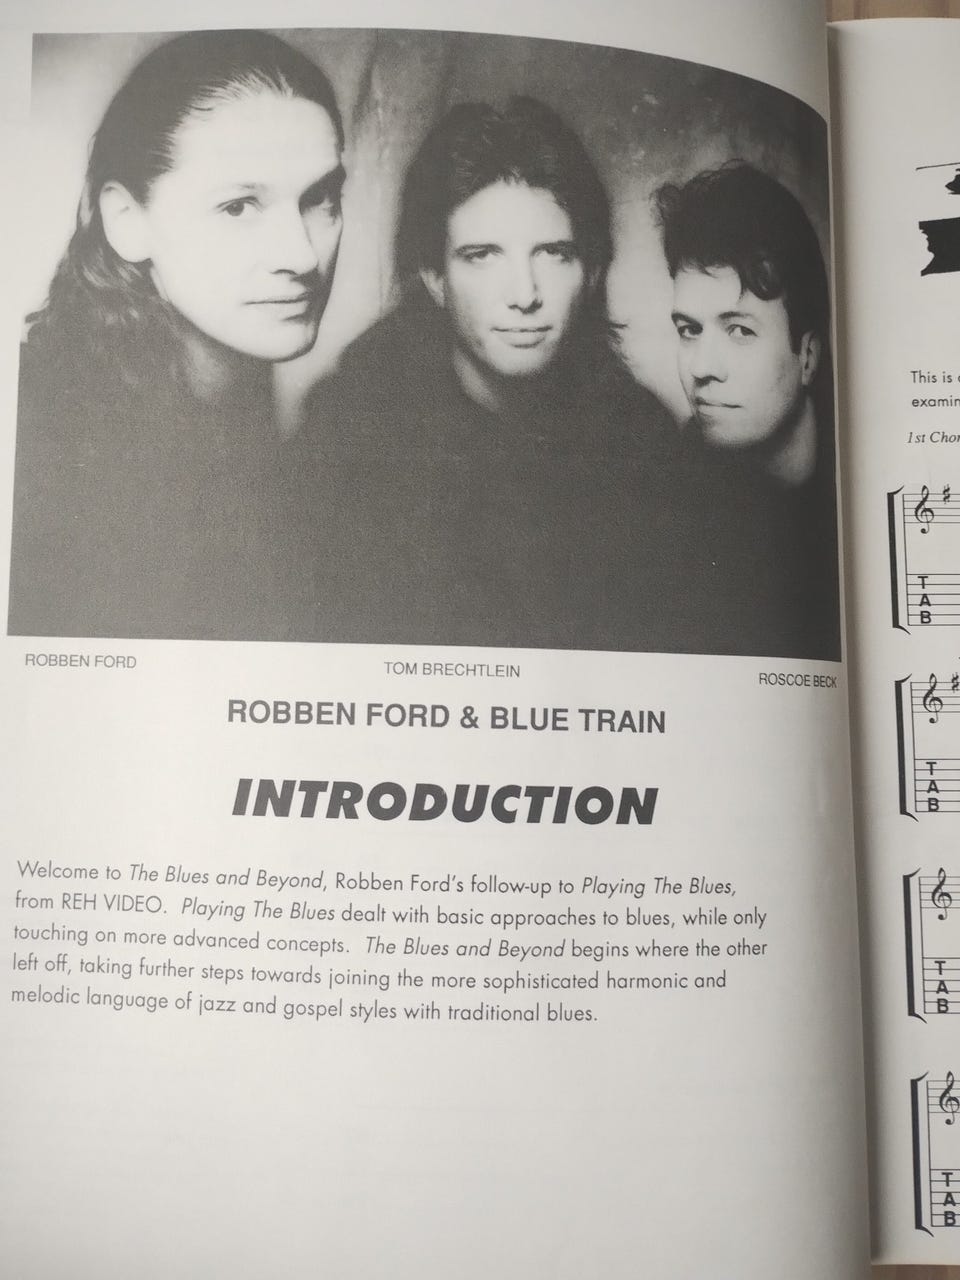 ROBBEN FORD
TOM BRECHTLEIN
ROSCOE BECK
ROBBEN FORD & BLUE TRAIN
INTRODUCTION
Welcome to The Blues and Beyond, Robben Ford's follow-up to Playing The Blues,
from REH VIDEO. Playing The Blues dealt with basic approaches to blues, while only
touching on more advanced concepts. The Blues and Beyond begins where the other
left off, taking further steps towards joining the more sophisticated harmonic and
melodic language of jazz and gospel styles with traditional blues.
This is
1st
T
A
B
T
A
B
T
A
B
T
A
B